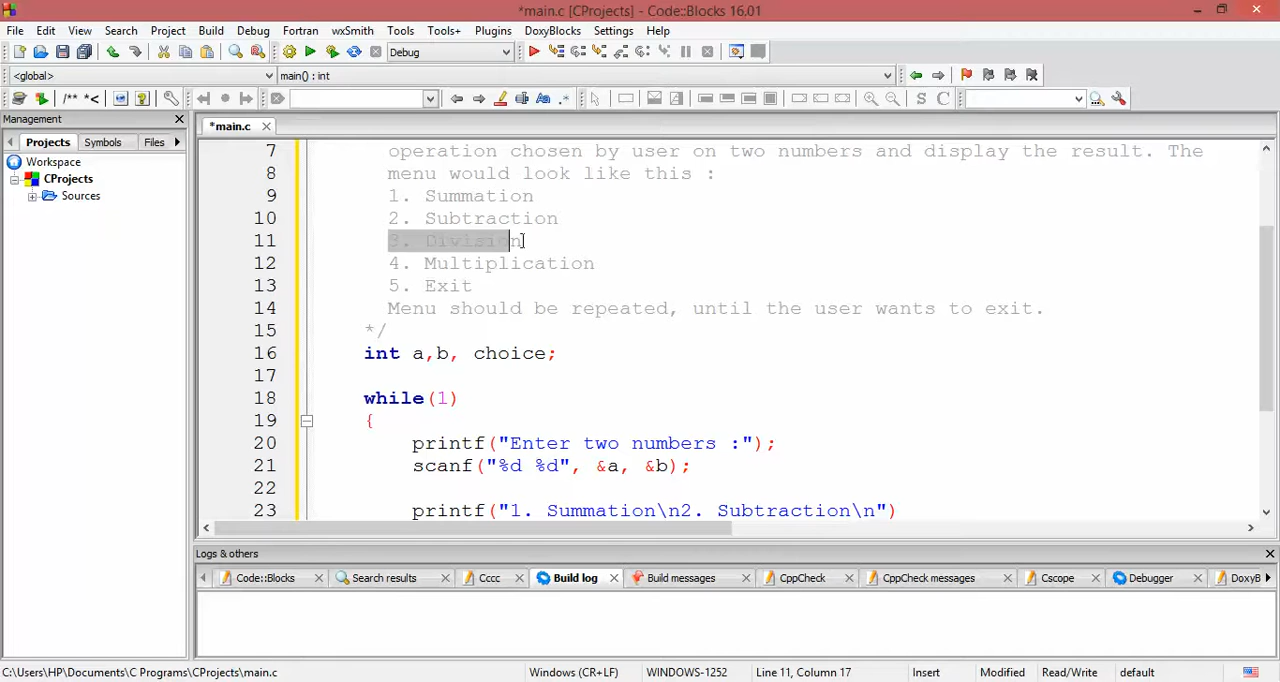 *main.c [CProjects] - Code::Blocks 16.01
File Edit View Search Project Build Debug Fortran wxSmith Tools Tools+ Plugins DoxyBlocks Settings Help
Debug
<global> main() : int
/** *<
S C
Management
*main.c
Projects Symbols Files
Workspace
CProjects
Sources
7 operation chosen by user on two numbers and display the result. The
8 menu would look like this :
9 1. Summation
10 2. Subtraction
11 3. Division
12 4. Multiplication
13 5. Exit
14 Menu should be repeated, until the user wants to exit.
15 */
16 int a,b, choice;
17
18 while(1)
19 {
20 printf("Enter two numbers :");
21 scanf("%d %d", &a, &b);
22
23 printf("1. Summation\n2. Subtraction\n")
Logs & others
Code::Blocks Search results Cccc Build log Build messages CppCheck CppCheck messages Cscope Debugger DoxyB
C:\Users\HP\Documents\C Programs\CProjects\main.c Windows (CR+LF) WINDOWS-1252 Line 11, Column 17 Insert Modified Read/Write default